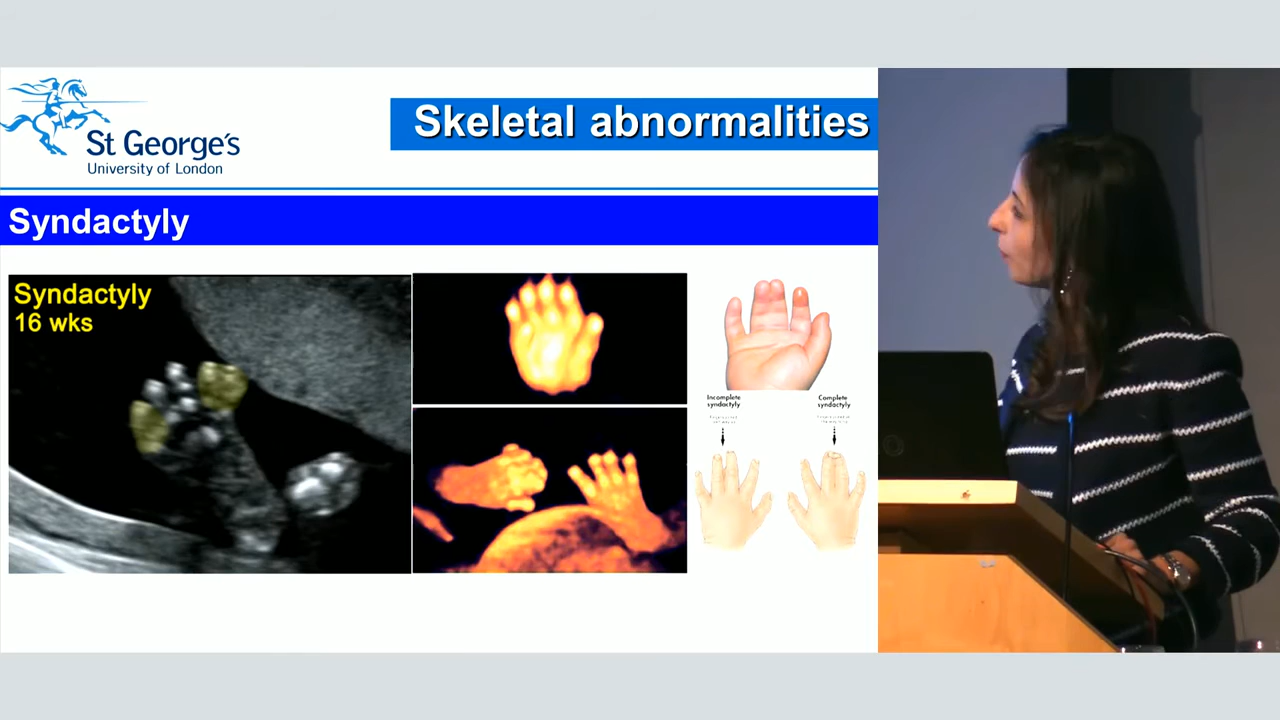 St George's
University of London
Skeletal abnormalities
Syndactyly
Syndactyly
16 wks
Incomplete
syndactyly
Complete
syndactyly